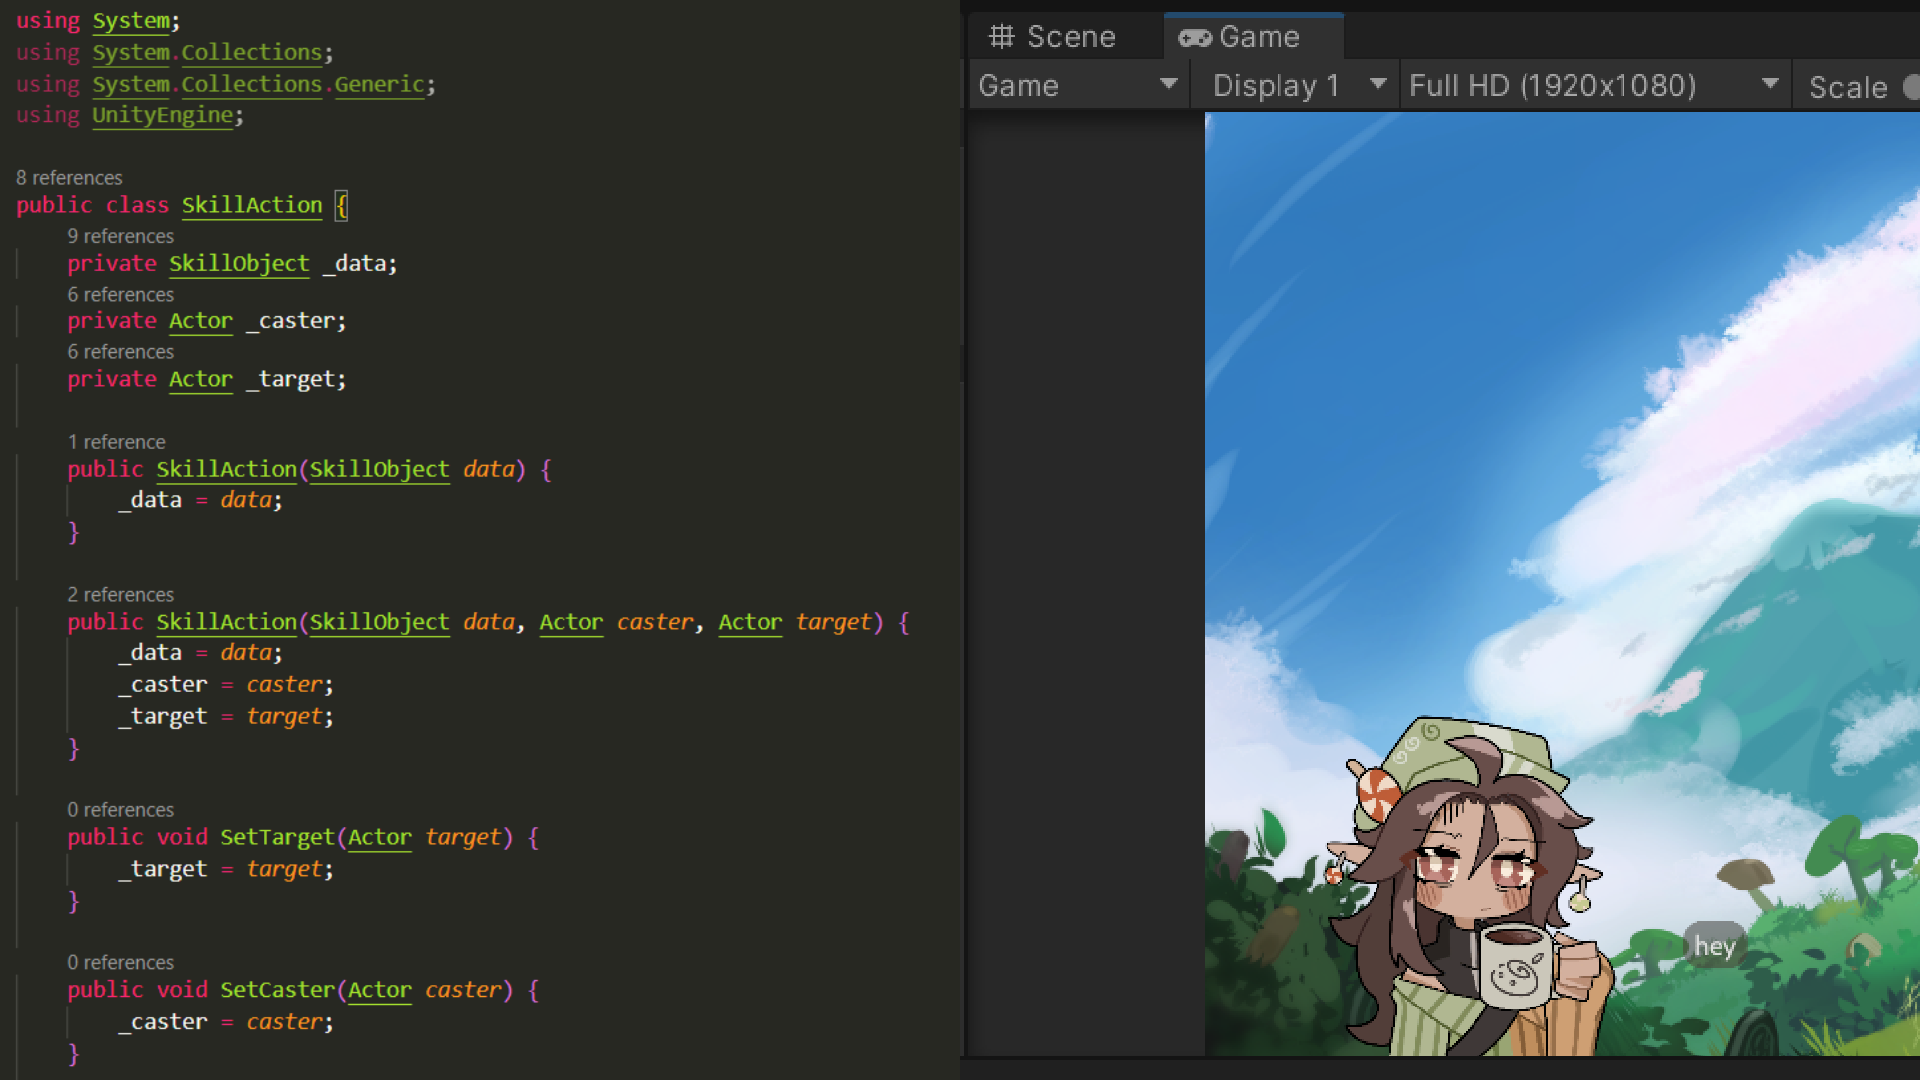 using System;
using System.Collections;
using System.Collections.Generic;
using UnityEngine;
8 references
public class SkillAction {
9 references
private SkillObject _data;
6 references
private Actor _caster;
6 references
private Actor _target;
1 reference
public SkillAction(SkillObject data) {
_data = data;
}
2 references
public SkillAction(SkillObject data, Actor caster, Actor target) {
_data = data;
_caster = caster;
_target = target;
}
0 references
public void SetTarget(Actor target) {
_target = target;
}
0 references
public void SetCaster(Actor caster) {
_caster = caster;
}
Scene Game
Game Display 1 Full HD (1920x1080) Scale
hey